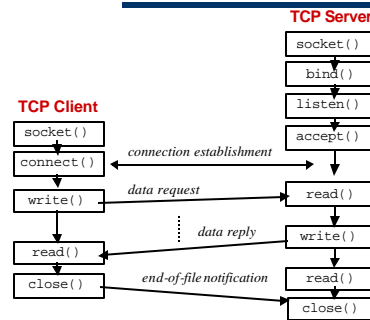 TCP Server
socket()
bind()
listen()
accept()
TCP Client
socket()
connect()
connection establishment
write()
data request
read()
data reply
write()
read()
read()
close()
end-of-file notification
close()